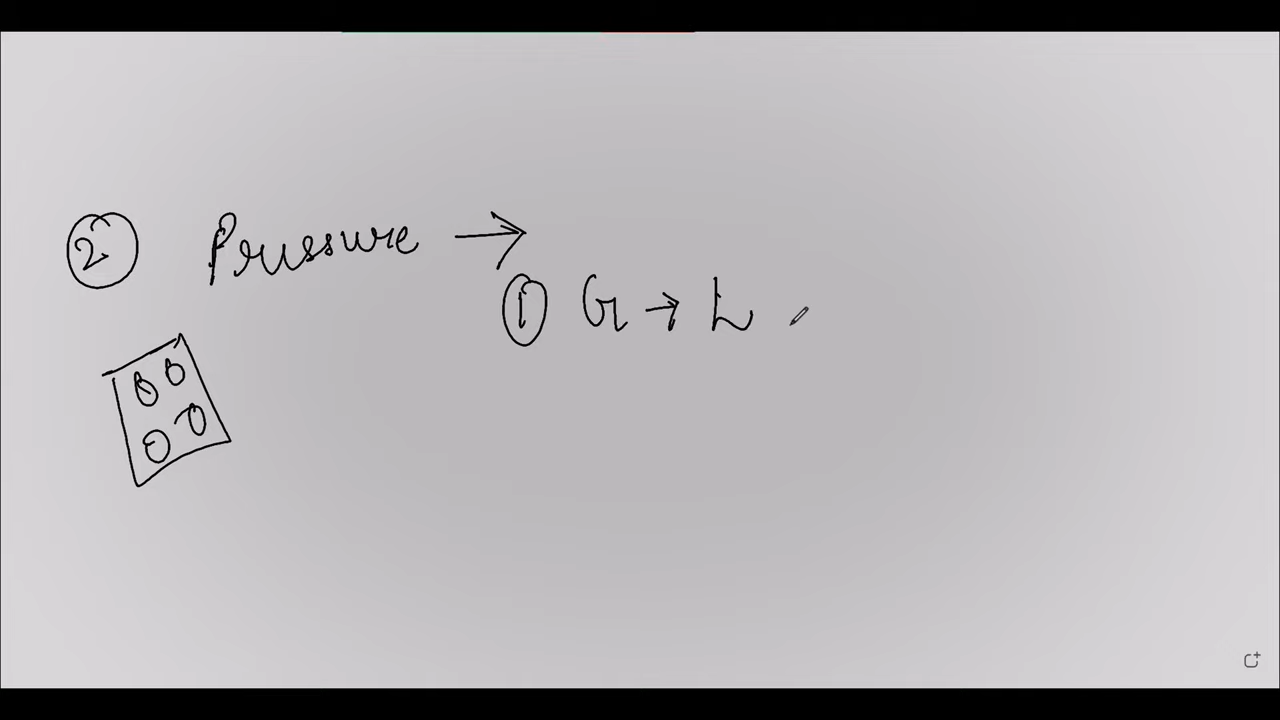 ② Pressure →
① G → L